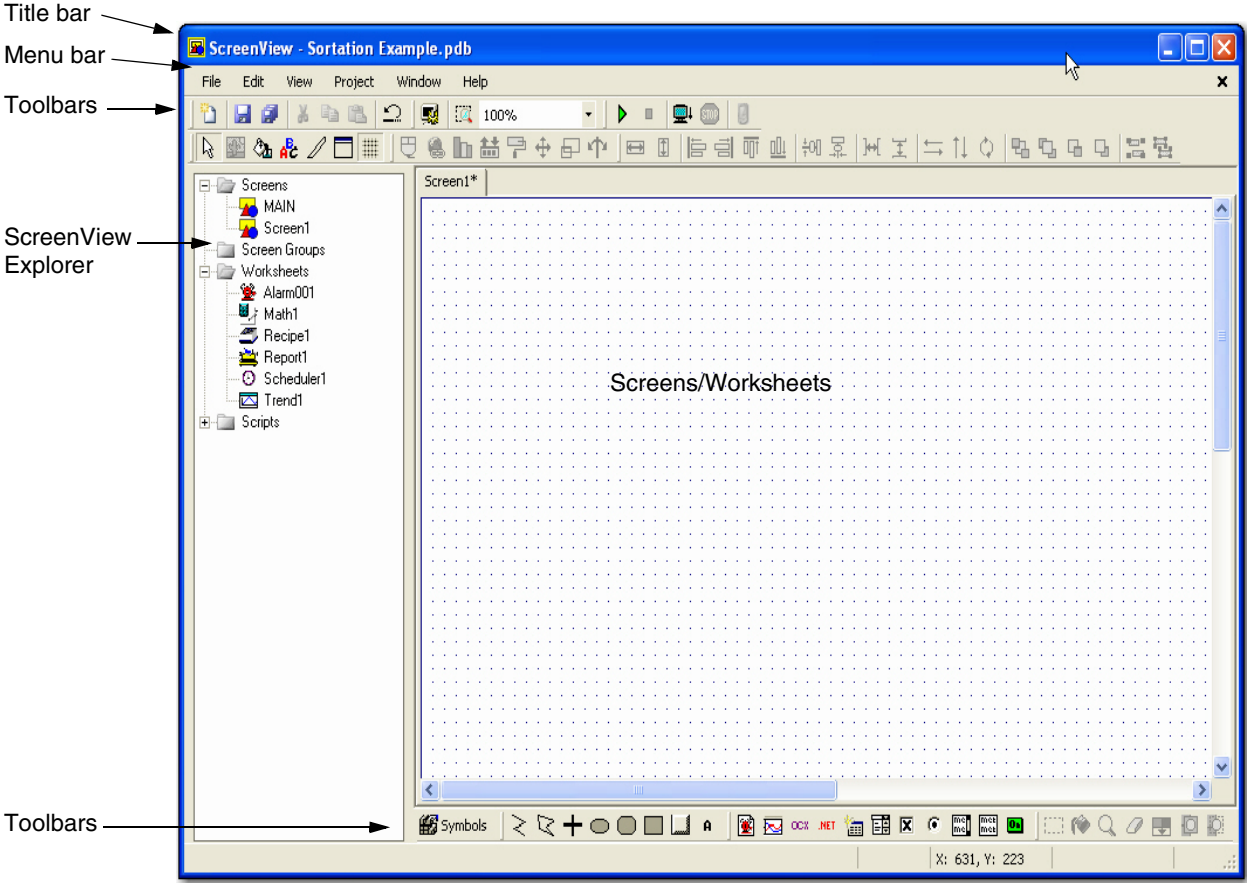 Title bar
Menu bar
Toolbars
ScreenView - Sortation Example.pdb
File Edit View Project Window Help
100%
STOP
ABC
ScreenView
Explorer
Screens
MAIN
Screen1
Screen Groups
Worksheets
Alarm001
Math1
Recipe1
Report1
Scheduler1
Trend1
Scripts
Screen1*
Screens/Worksheets
Toolbars
Symbols
A
OCX .NET
X: 631, Y: 223